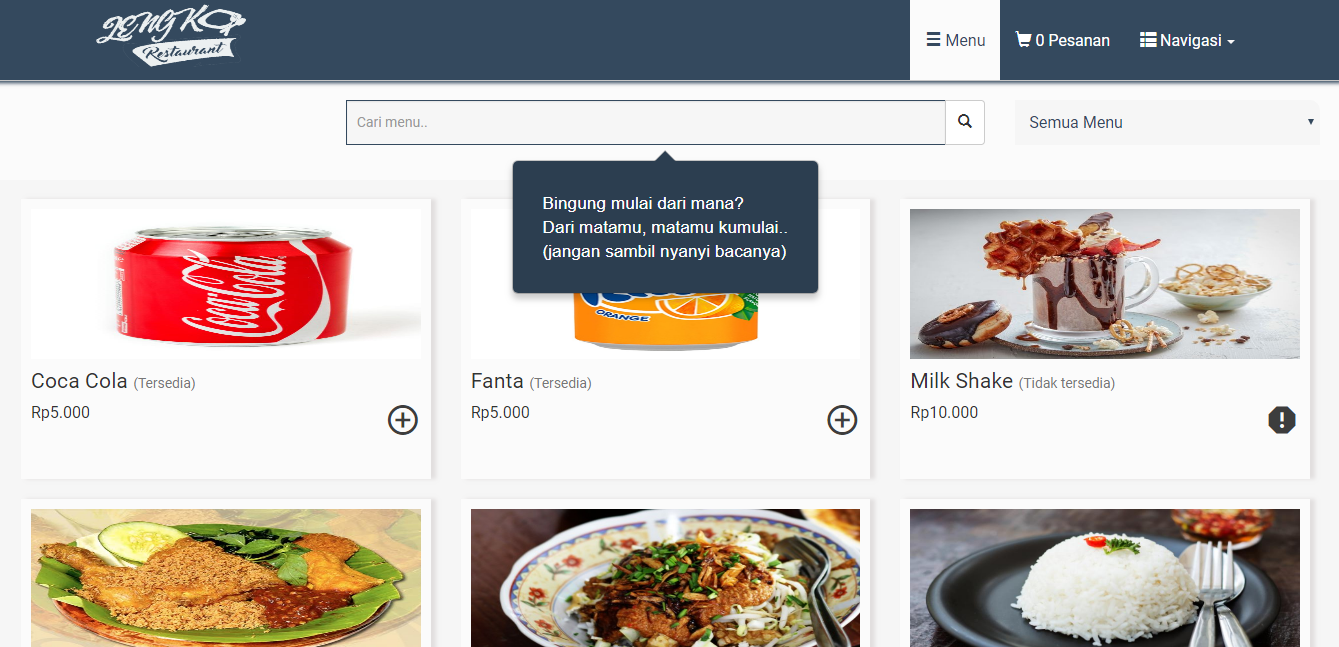 LENGKO
Restaurant
Menu
0 Pesanan
Navigasi
Cari menu..
Semua Menu
Bingung mulai dari mana?
Dari matamu, matamu kumulai..
(jangan sambil nyanyi bacanya)
Coca-Cola
ORANGE
Coca Cola (Tersedia)
Rp5.000
Fanta (Tersedia)
Rp5.000
Milk Shake (Tidak tersedia)
Rp10.000